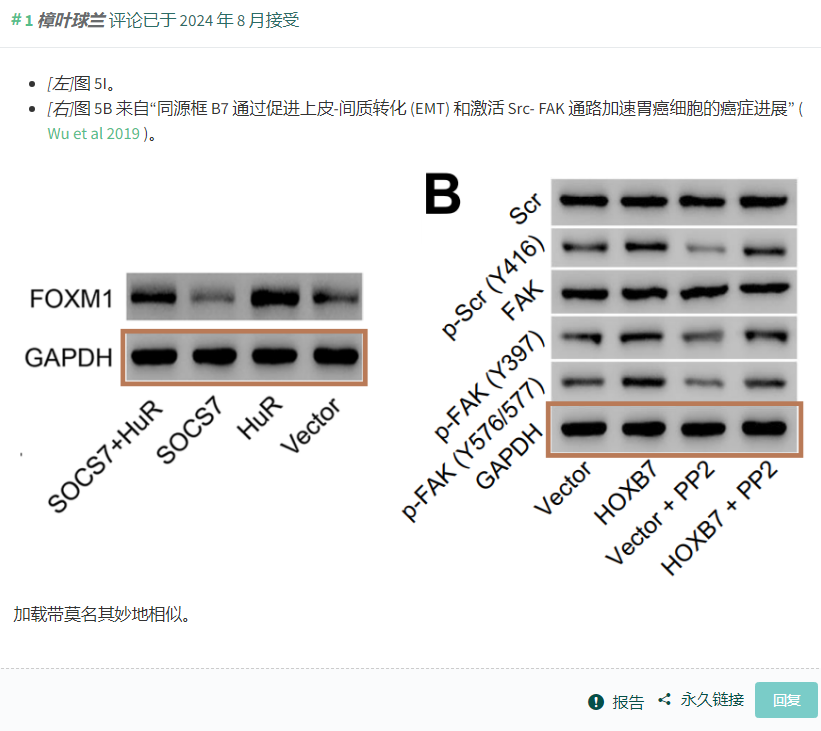 #1 樟叶球兰 评论已于 2024 年 8 月接受
[左]图 5I。
[右]图 5B 来自“同源框 B7 通过促进上皮-间质转化 (EMT) 和激活 Src- FAK 通路加速胃癌细胞的癌症进展” (
Wu et al 2019 )。
B
Scr
p-Scr (Y416)
FAK
p-FAK (Y397)
p-FAK (Y576/577)
GAPDH
Vector
HOXB7
Vector + PP2
HOXB7 + PP2
FOXM1
GAPDH
SOCS7+HuR
SOCS7
HuR
Vector
加载带莫名其妙地相似。
报告
永久链接
回复